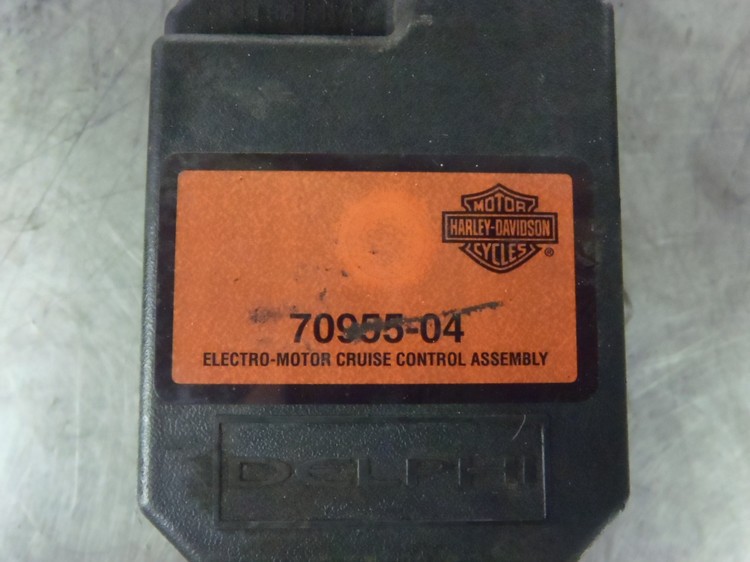 MOTOR
HARLEY-DAVIDSON
CYCLES
®
70955-04
ELECTRO-MOTOR CRUISE CONTROL ASSEMBLY
DELPHI